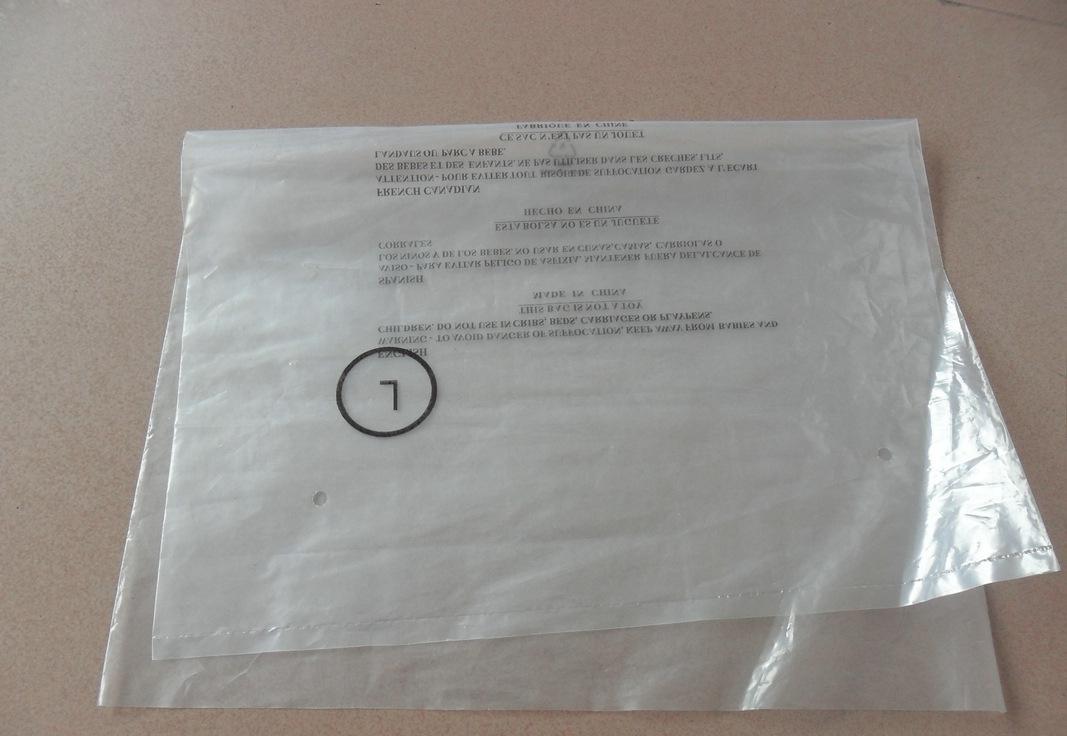 L
ENGLISH
WARNING - TO AVOID DANGER OF SUFFOCATION, KEEP AWAY FROM BABIES AND
CHILDREN. DO NOT USE IN CRIBS, BEDS, CARRIAGES OR PLAYPENS.
THIS BAG IS NOT A TOY
MADE IN CHINA
SPANISH
AVISO - PARA EVITAR PELIGO DE ASFIXIA, MANTENER FUERA DELALCANCE DE
LOS NINOS Y DE LOS BEBES. NO USAR EN CUNAS, CAMAS, CARRIOLAS O
CORRALES
ESTA BOLSA NO ES UN JUGUETE
HECHO EN CHINA
FRENCH CANADIAN
ATTENTION - POUR EVITER TOUT RISQUE DE SUFFOCATION GARDEZ A L'ECART
DES BEBES ET DES ENFANTS. NE PAS UTILISER DANS LES CRECHES, LITS,
LANDAUS OU PARC A BEBE.
CE SAC N'EST PAS UN JOUET
FABRIQUE EN CHINE